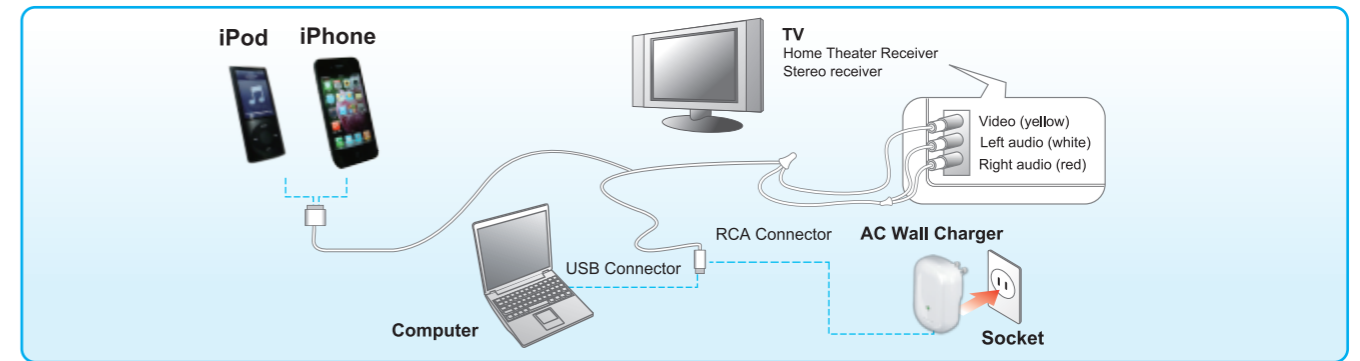 iPod
iPhone
TV
Home Theater Receiver
Stereo receiver
Video (yellow)
Left audio (white)
Right audio (red)
RCA Connector
AC Wall Charger
USB Connector
Computer
Socket